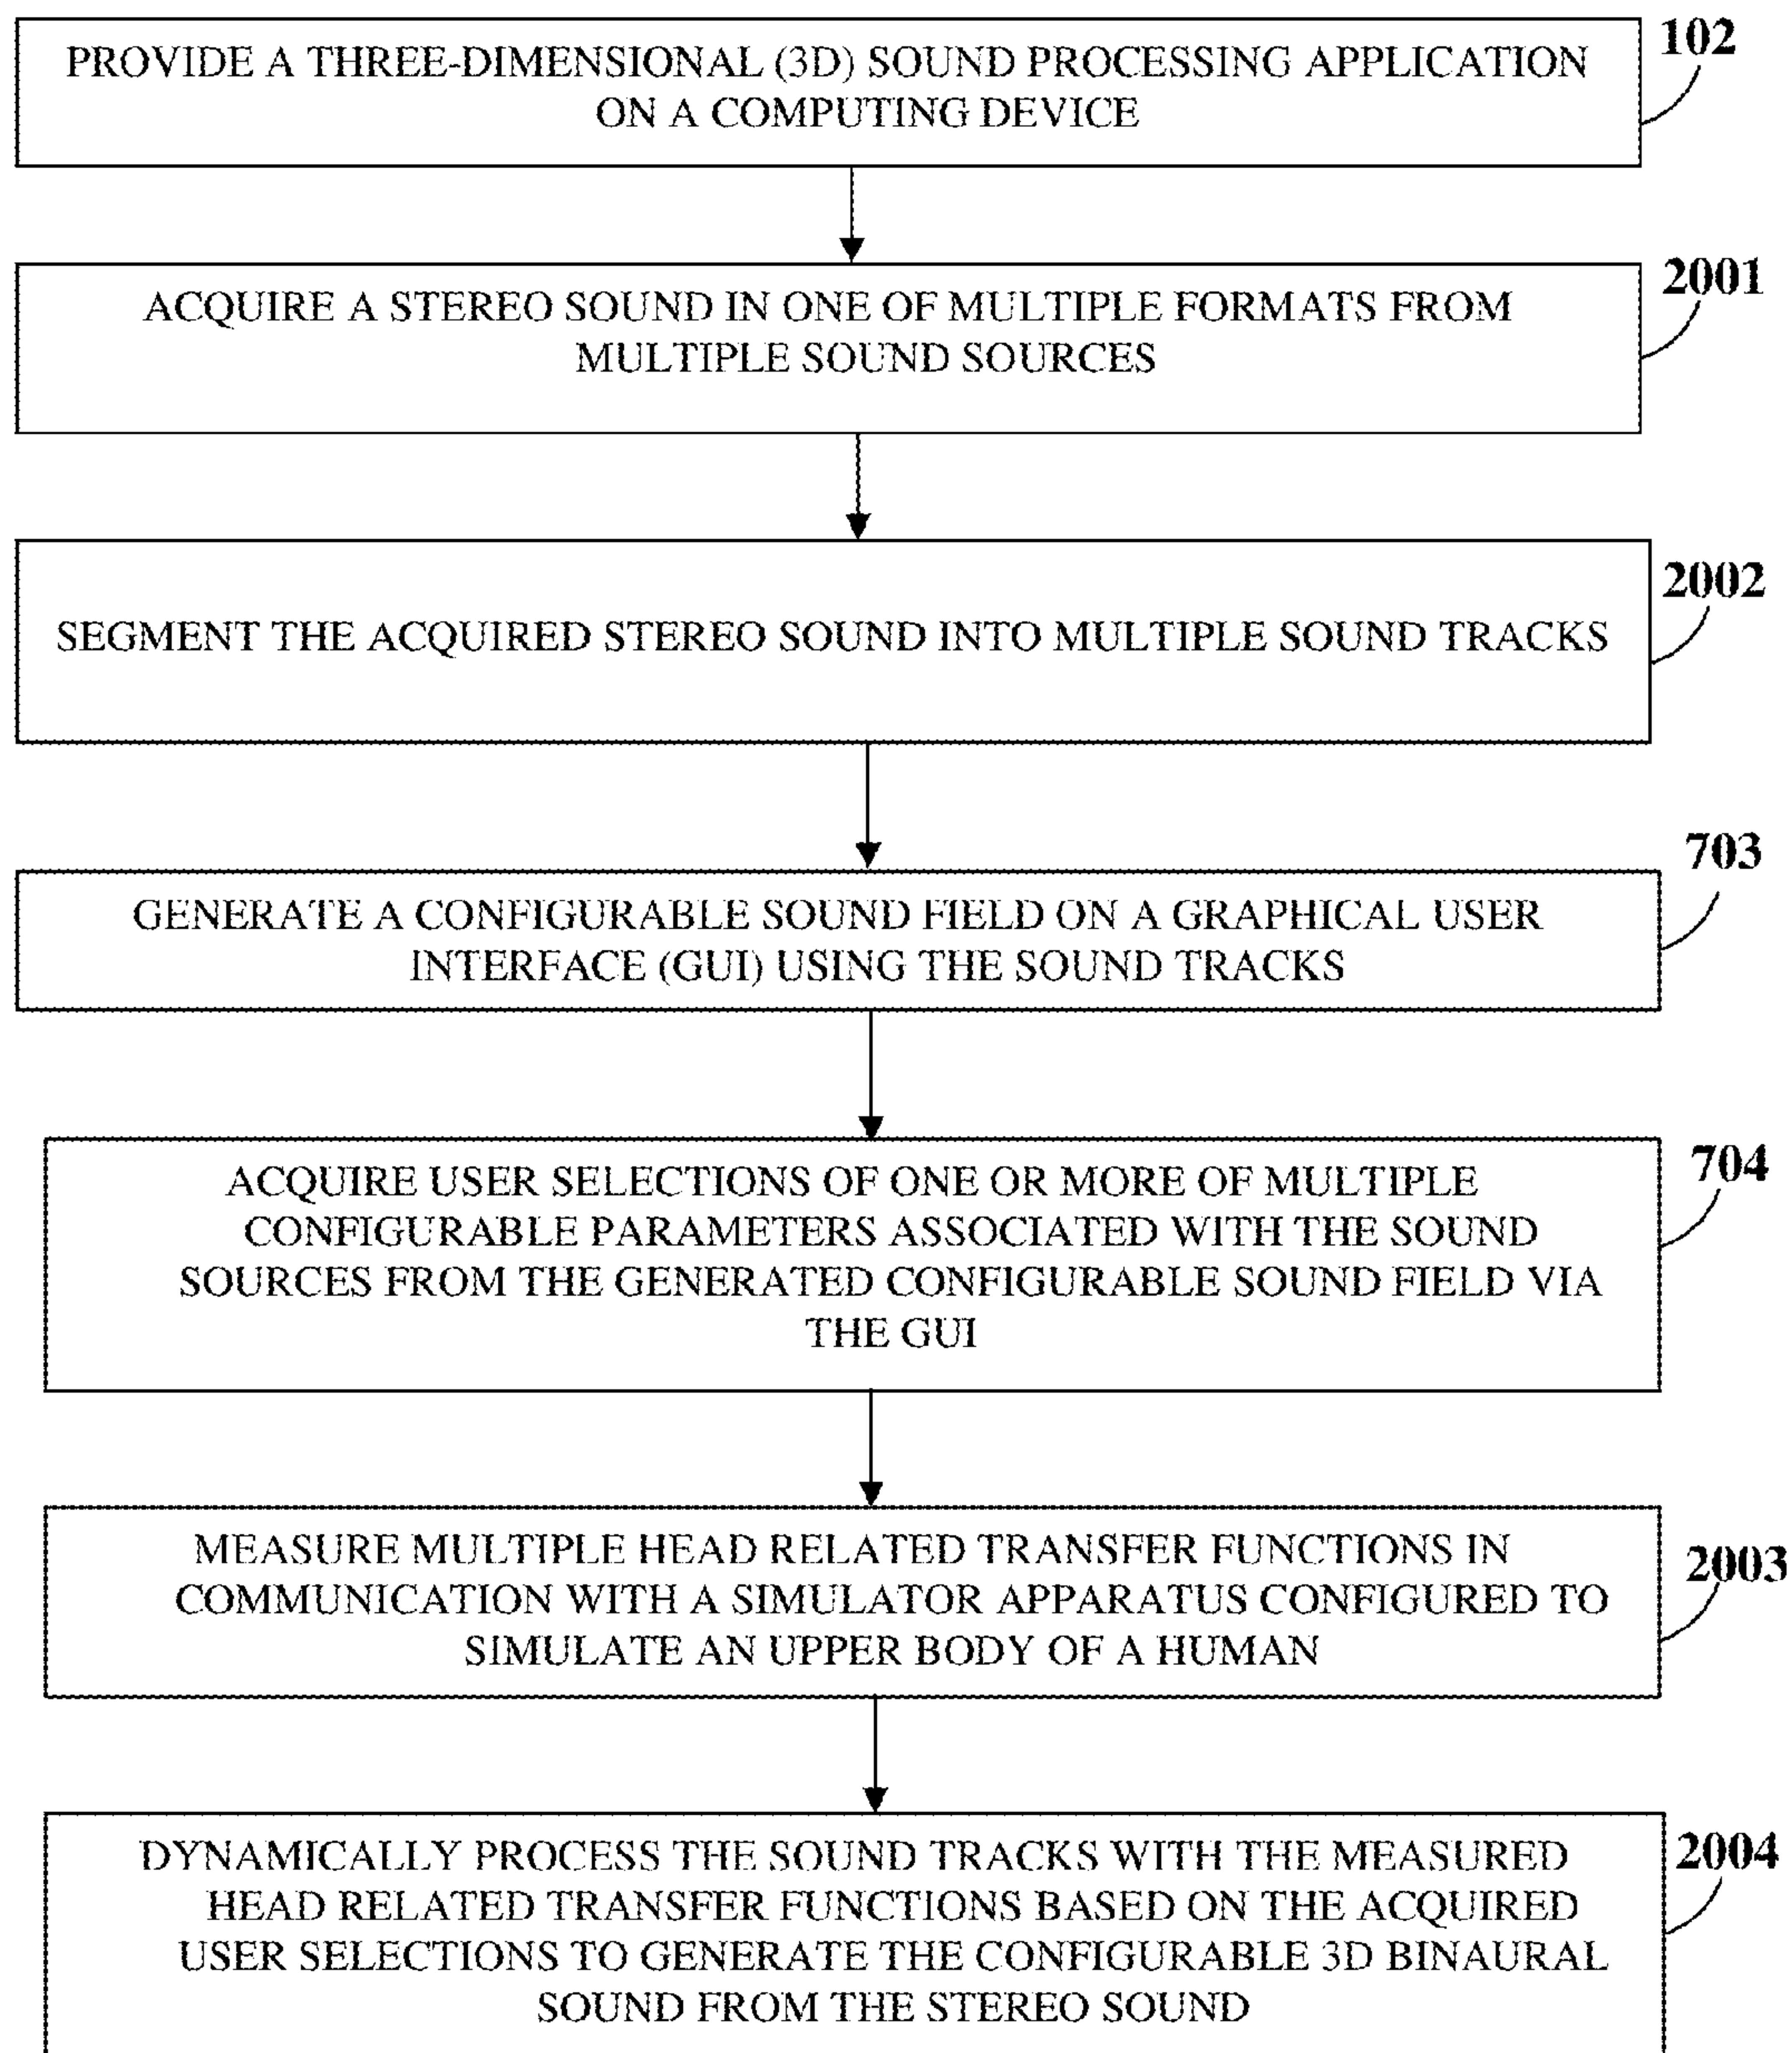 PROVIDE A THREE-DIMENSIONAL (3D) SOUND PROCESSING APPLICATION
ON A COMPUTING DEVICE
102
ACQUIRE A STEREO SOUND IN ONE OF MULTIPLE FORMATS FROM
MULTIPLE SOUND SOURCES
2001
SEGMENT THE ACQUIRED STEREO SOUND INTO MULTIPLE SOUND TRACKS
2002
GENERATE A CONFIGURABLE SOUND FIELD ON A GRAPHICAL USER
INTERFACE (GUI) USING THE SOUND TRACKS
703
ACQUIRE USER SELECTIONS OF ONE OR MORE OF MULTIPLE
CONFIGURABLE PARAMETERS ASSOCIATED WITH THE SOUND
SOURCES FROM THE GENERATED CONFIGURABLE SOUND FIELD VIA
THE GUI
704
MEASURE MULTIPLE HEAD RELATED TRANSFER FUNCTIONS IN
COMMUNICATION WITH A SIMULATOR APPARATUS CONFIGURED TO
SIMULATE AN UPPER BODY OF A HUMAN
2003
DYNAMICALLY PROCESS THE SOUND TRACKS WITH THE MEASURED
HEAD RELATED TRANSFER FUNCTIONS BASED ON THE ACQUIRED
USER SELECTIONS TO GENERATE THE CONFIGURABLE 3D BINAURAL
SOUND FROM THE STEREO SOUND
2004